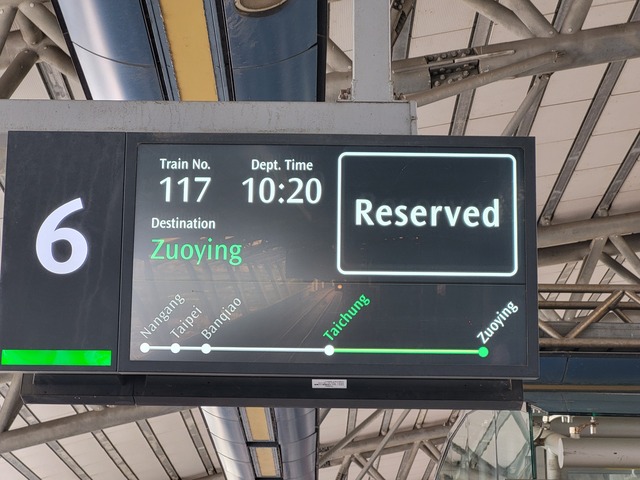 6
Train No.
117
Dept. Time
10:20
Destination
Zuoying
Reserved
Nangang
Taipei
Banqiao
Taichung
Zuoying